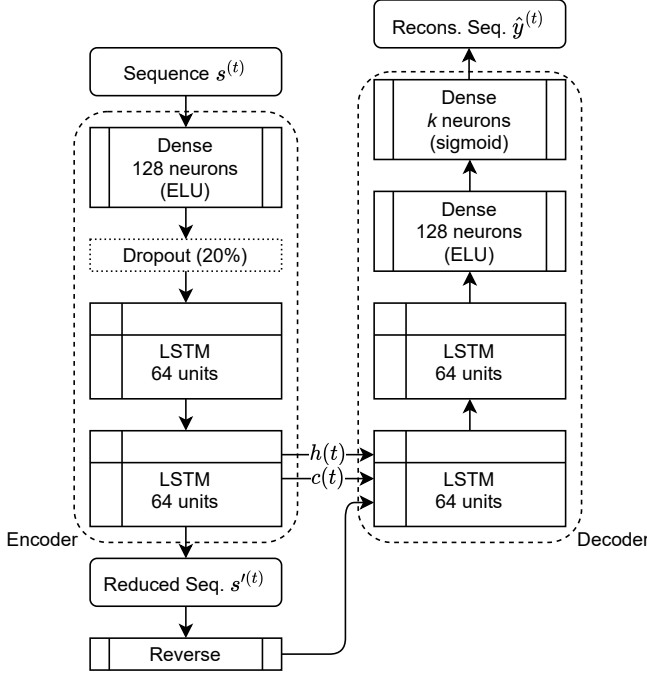 Sequence s^(t)
Dense
128 neurons
(ELU)
Dropout (20%)
LSTM
64 units
LSTM
64 units
Encoder
Reduced Seq. s′^(t)
Reverse
h(t)
c(t)
Recons. Seq. ŷ^(t)
Dense
k neurons
(sigmoid)
Dense
128 neurons
(ELU)
LSTM
64 units
LSTM
64 units
Decoder